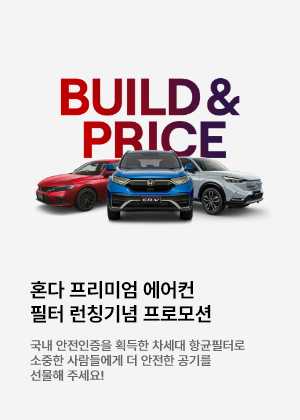 BUILD &
PRICE
CR-V
혼다 프리미엄 에어컨
필터 런칭기념 프로모션
국내 안전인증을 획득한 차세대 항균필터로
소중한 사람들에게 더 안전한 공기를
선물해 주세요!